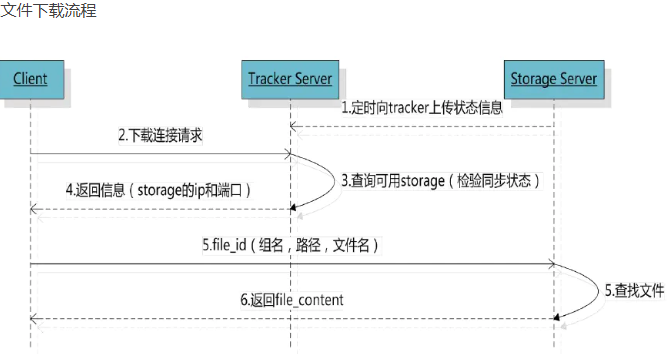 文件下载流程
Client
Tracker Server
Storage Server
1.定时向tracker上传状态信息
2.下载连接请求
3.查询可用storage（检验同步状态）
4.返回信息（storage的ip和端口）
5.file_id（组名，路径，文件名）
5.查找文件
6.返回file_content